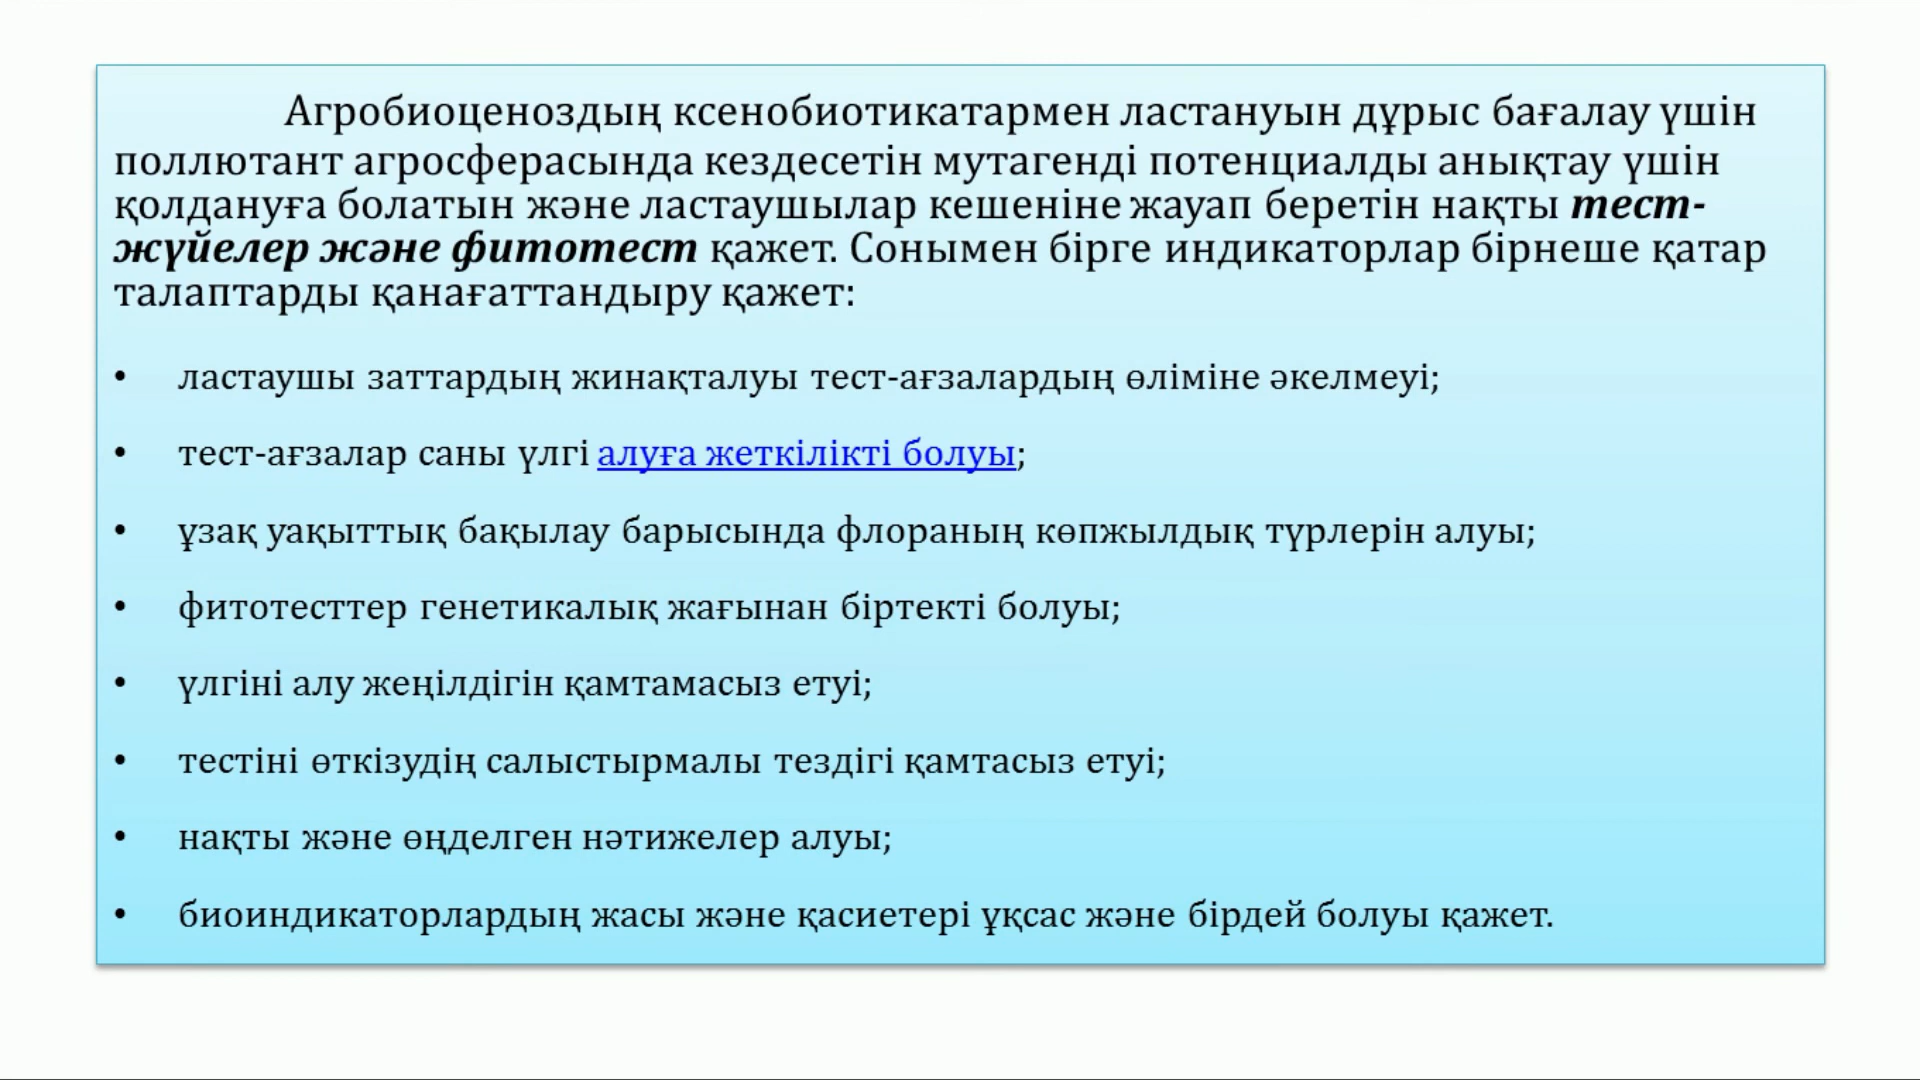 Агробиоценоздың ксенобиотикатармен ластануын дұрыс бағалау үшін
поллютант агросферасында кездесетін мутагенді потенциалды анықтау үшін
қолдануға болатын және ластаушылар кешеніне жауап беретін нақты тест-
жүйелер және фитотест қажет. Сонымен бірге индикаторлар бірнеше қатар
талаптарды қанағаттандыру қажет:
• ластаушы заттардың жинақталуы тест-ағзалардың өліміне әкелмеуі;
• тест-ағзалар саны үлгі алуға жеткілікті болуы;
• ұзақ уақыттық бақылау барысында флораның көпжылдық түрлерін алуы;
• фитотесттер генетикалық жағынан біртекті болуы;
• үлгіні алу жеңілдігін қамтамасыз етуі;
• тестіні өткізудің салыстырмалы тездігі қамтасыз етуі;
• нақты және өңделген нәтижелер алуы;
• биоиндикаторлардың жасы және қасиетері ұқсас және бірдей болуы қажет.